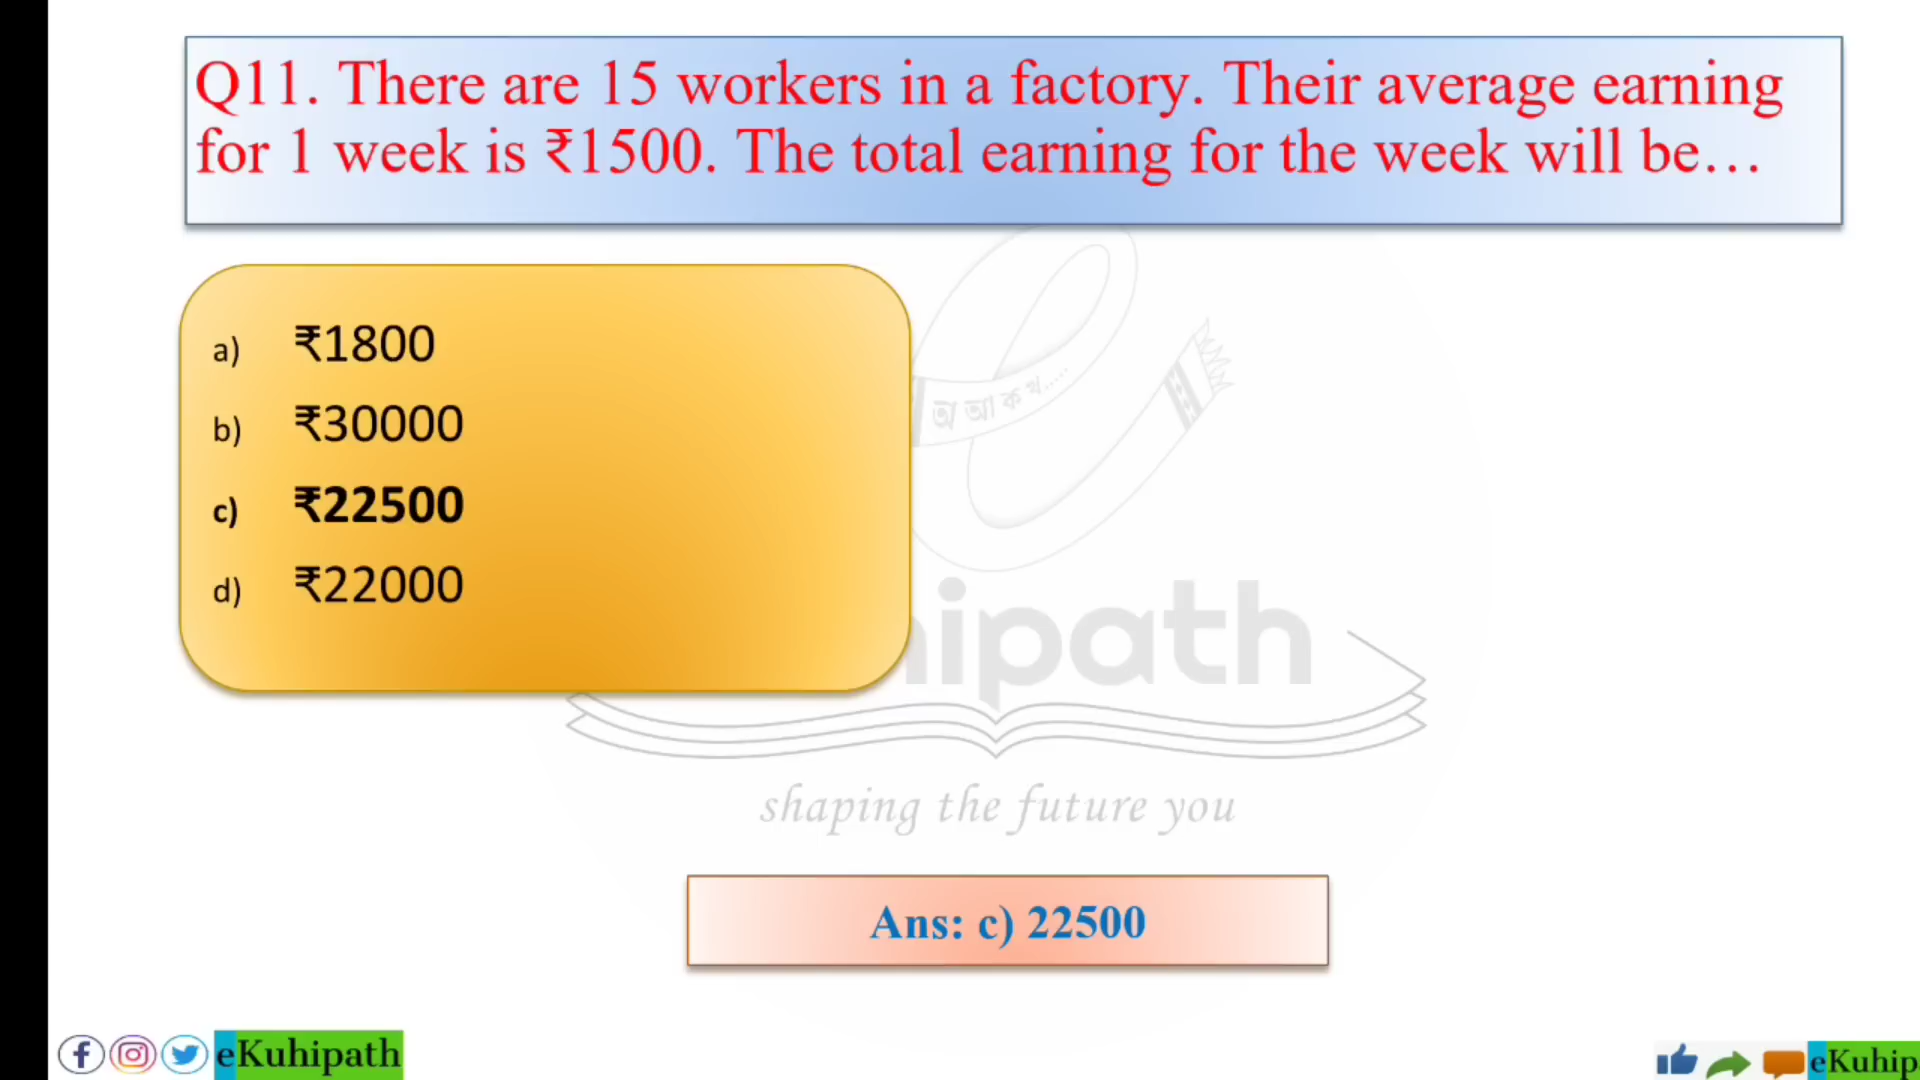 Q11. There are 15 workers in a factory. Their average earning
for 1 week is ₹1500. The total earning for the week will be…
a) ₹1800
b) ₹30000
c) ₹22500
d) ₹22000
অ আ ক খ.....
hipath
shaping the future you
Ans: c) 22500
eKuhipath
eKuhip